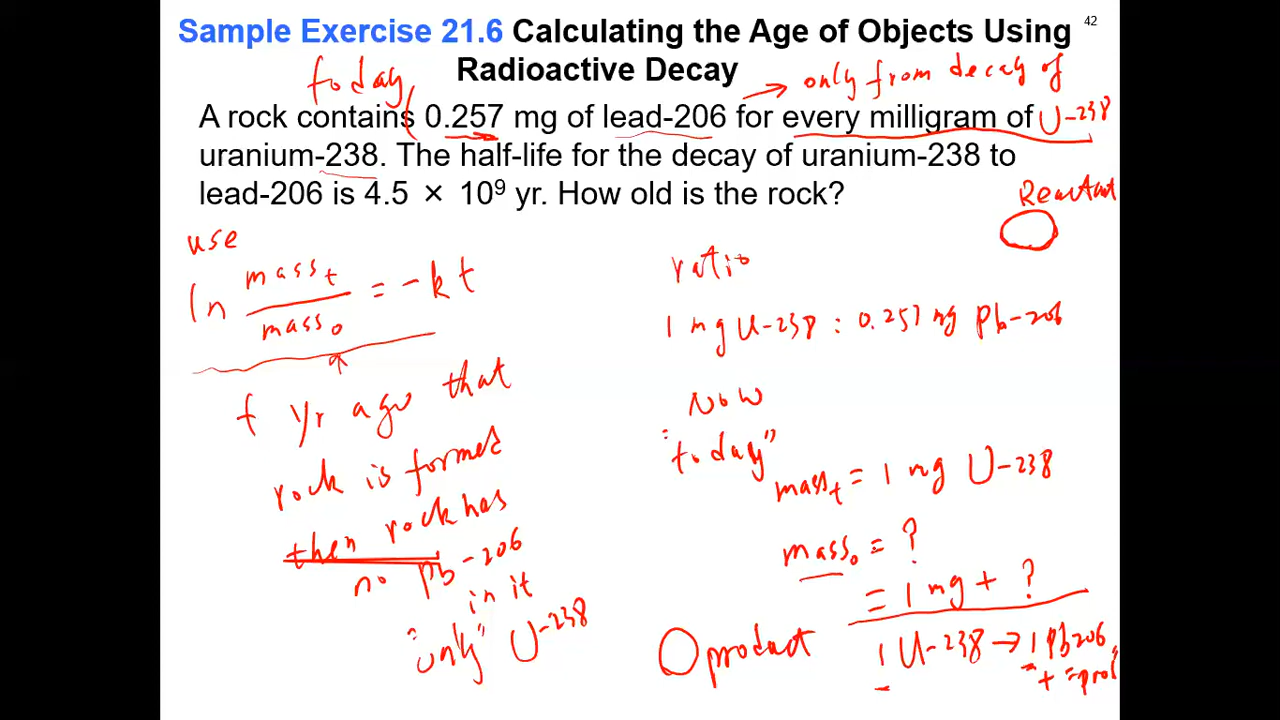 42
Sample Exercise 21.6 Calculating the Age of Objects Using
Radioactive Decay
today
→ only from decay of
U-238
A rock contains 0.257 mg of lead-206 for every milligram of
uranium-238. The half-life for the decay of uranium-238 to
lead-206 is 4.5 × 10⁹ yr. How old is the rock?
Reactant
use
ln mass_t / mass_0 = -kt
t yr ago that
rock is formed
then rock has
no Pb-206
in it
"only" U-238
ratio
1 mg U-238 : 0.257 mg Pb-206
Now
"today"
mass_t = 1 mg U-238
mass_0 = ?
= 1 mg + ?
product
1 U-238 → 1 Pb206
+